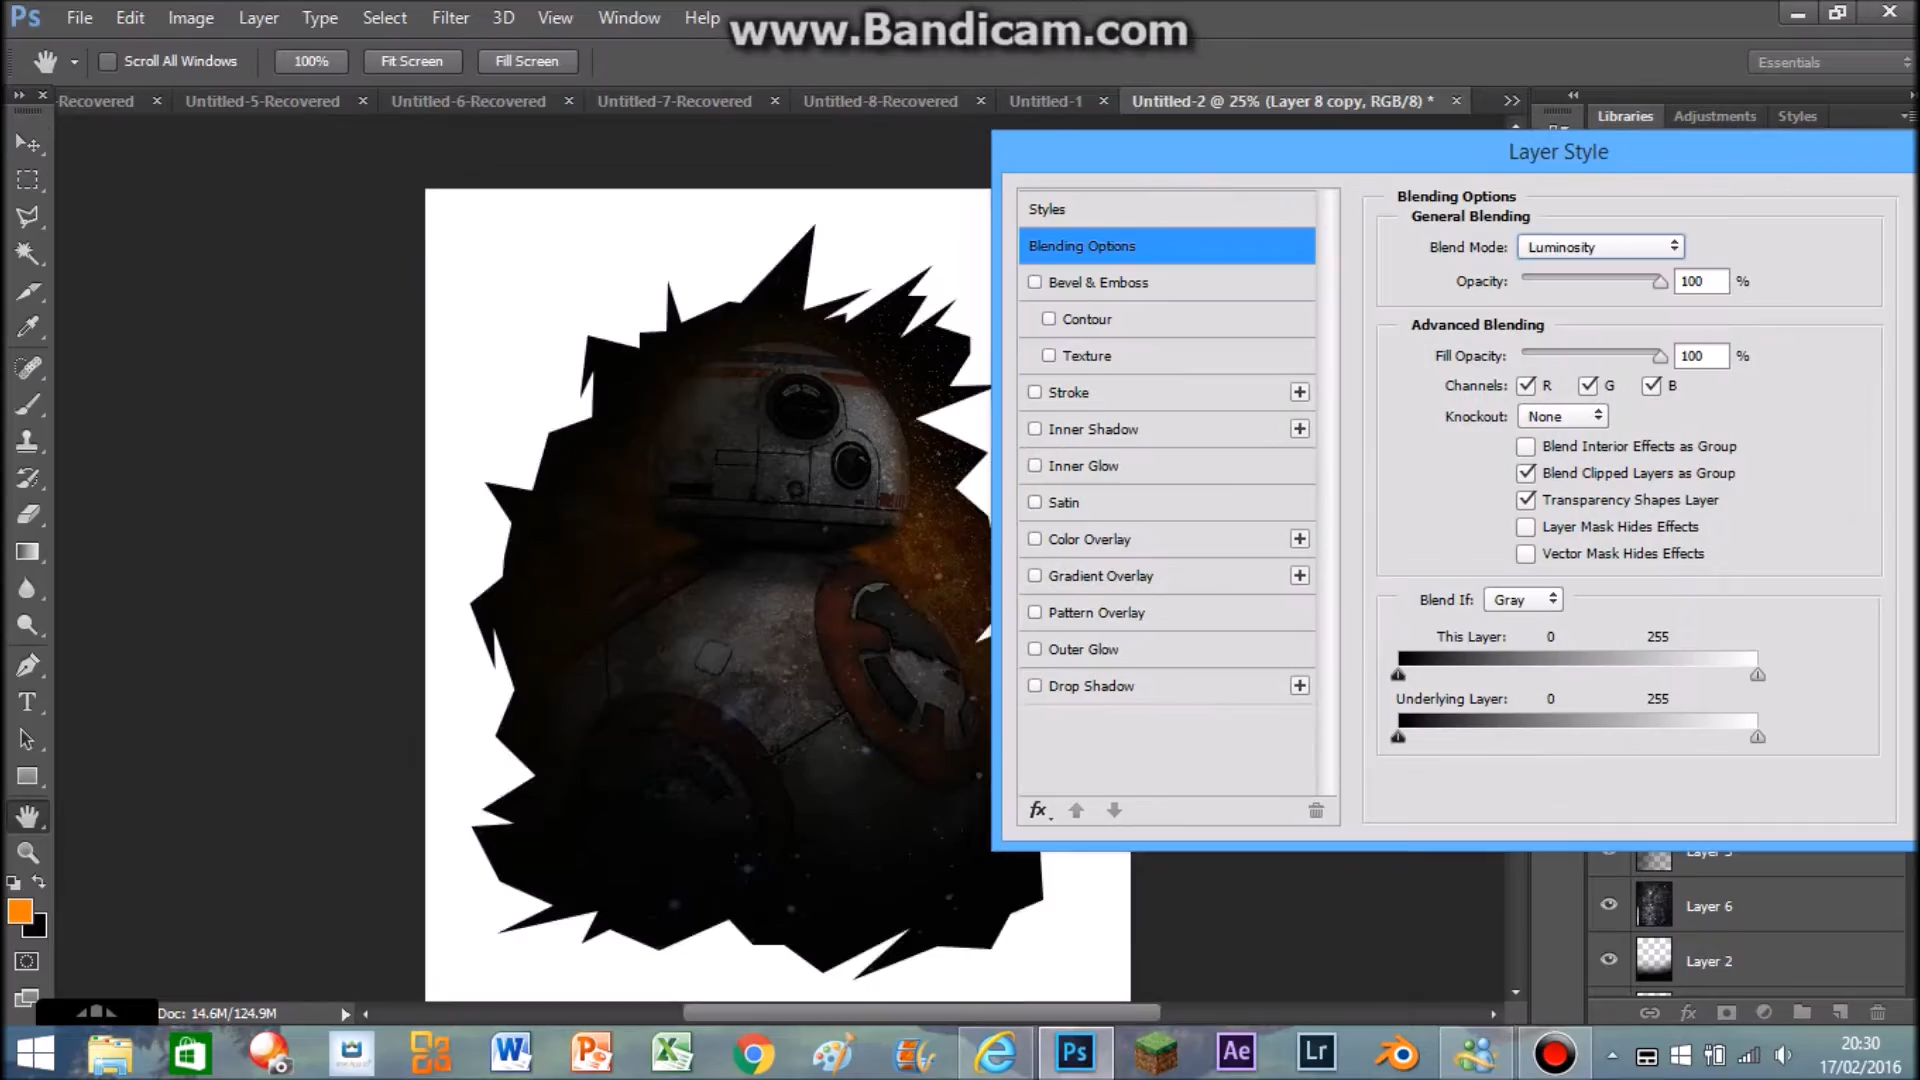 www.Bandicam.com
Ps File Edit Image Layer Type Select Filter 3D View Window Help
Scroll All Windows 100% Fit Screen Fill Screen Essentials
-Recovered Untitled-5-Recovered Untitled-6-Recovered Untitled-7-Recovered Untitled-8-Recovered Untitled-1 Untitled-2 @ 25% (Layer 8 copy, RGB/8) *
Libraries Adjustments Styles
Layer Style
Styles
Blending Options
Bevel & Emboss
Contour
Texture
Stroke
Inner Shadow
Inner Glow
Satin
Color Overlay
Gradient Overlay
Pattern Overlay
Outer Glow
Drop Shadow
fx
Blending Options
General Blending
Blend Mode: Luminosity
Opacity: 100 %
Advanced Blending
Fill Opacity: 100 %
Channels: R G B
Knockout: None
Blend Interior Effects as Group
Blend Clipped Layers as Group
Transparency Shapes Layer
Layer Mask Hides Effects
Vector Mask Hides Effects
Blend If: Gray
This Layer: 0 255
Underlying Layer: 0 255
Layer 6
Layer 2
fx
Doc: 14.6M/124.9M
Ps Ae Lr
20:30
17/02/2016